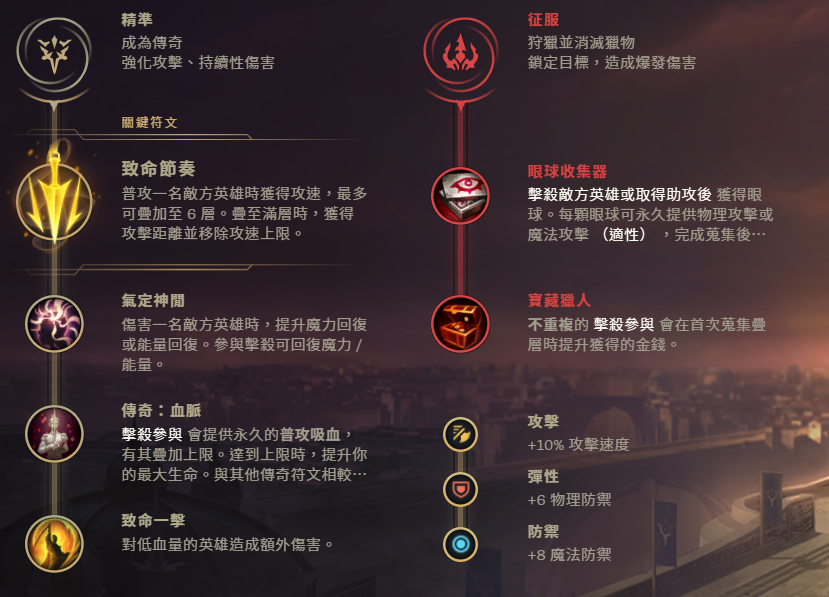 精準
成為傳奇
強化攻擊、持續性傷害
關鍵符文
致命節奏
普攻一名敵方英雄時獲得攻速，最多
可疊加至 6 層。疊至滿層時，獲得
攻擊距離並移除攻速上限。
氣定神閒
傷害一名敵方英雄時，提升魔力回復
或能量回復。參與擊殺可回復魔力 /
能量。
傳奇：血脈
擊殺參與 會提供永久的普攻吸血，
有其疊加上限。達到上限時，提升你
的最大生命。與其他傳奇符文相較⋯
致命一擊
對低血量的英雄造成額外傷害。
征服
狩獵並消滅獵物
鎖定目標，造成爆發傷害
眼球收集器
擊殺敵方英雄或取得助攻後 獲得眼
球。每顆眼球可永久提供物理攻擊或
魔法攻擊 （適性） ，完成蒐集後⋯
寶藏獵人
不重複的 擊殺參與 會在首次蒐集疊
層時提升獲得的金錢。
攻擊
+10% 攻擊速度
彈性
+6 物理防禦
防禦
+8 魔法防禦